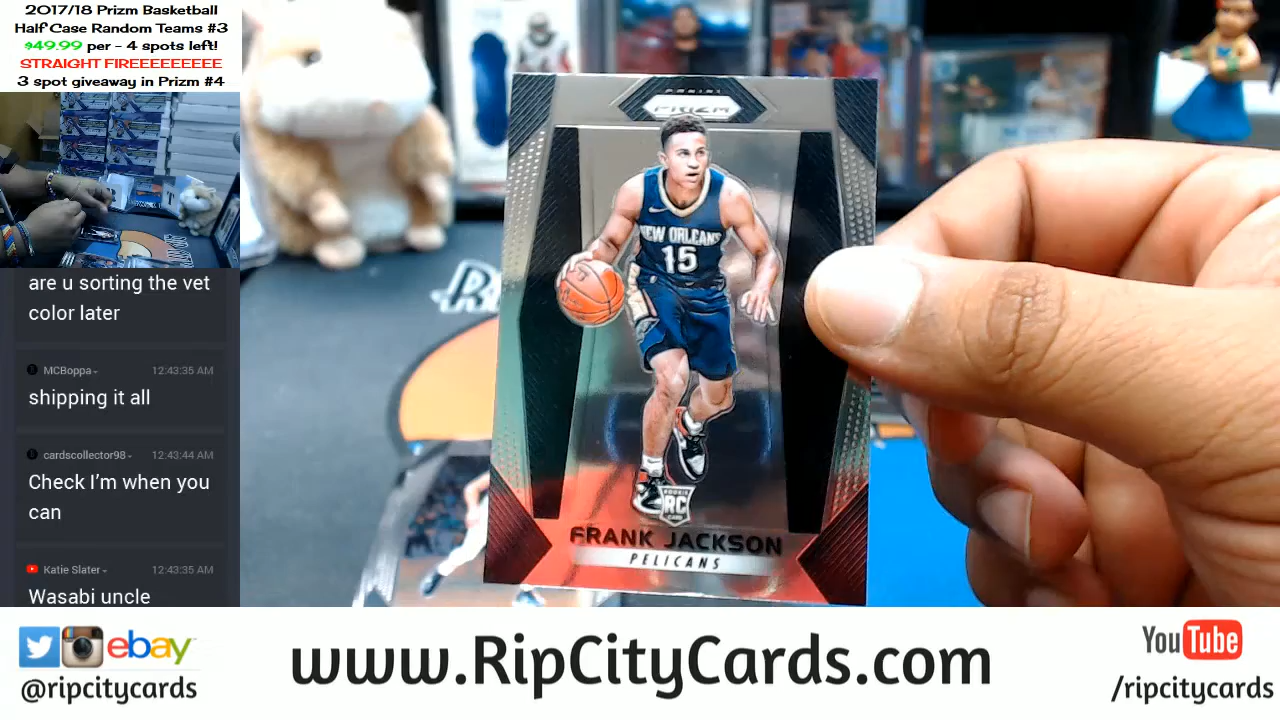 2017/18 Prizm Basketball
Half Case Random Teams #3
$49.99 per - 4 spots left!
STRAIGHT FIREEEEEEEEE
3 spot giveaway in Prizm #4
are u sorting the vet
color later
MCBoppa
12:43:35 AM
shipping it all
cardscollector98
12:43:44 AM
Check I'm when you
can
Katie Slater
12:43:35 AM
Wasabi uncle
PANINI
PRIZM
NEW ORLEANS
15
ROOKIE
RC
CARD
FRANK JACKSON
PELICANS
ebay
@ripcitycards
www.RipCityCards.com
YouTube
/ripcitycards